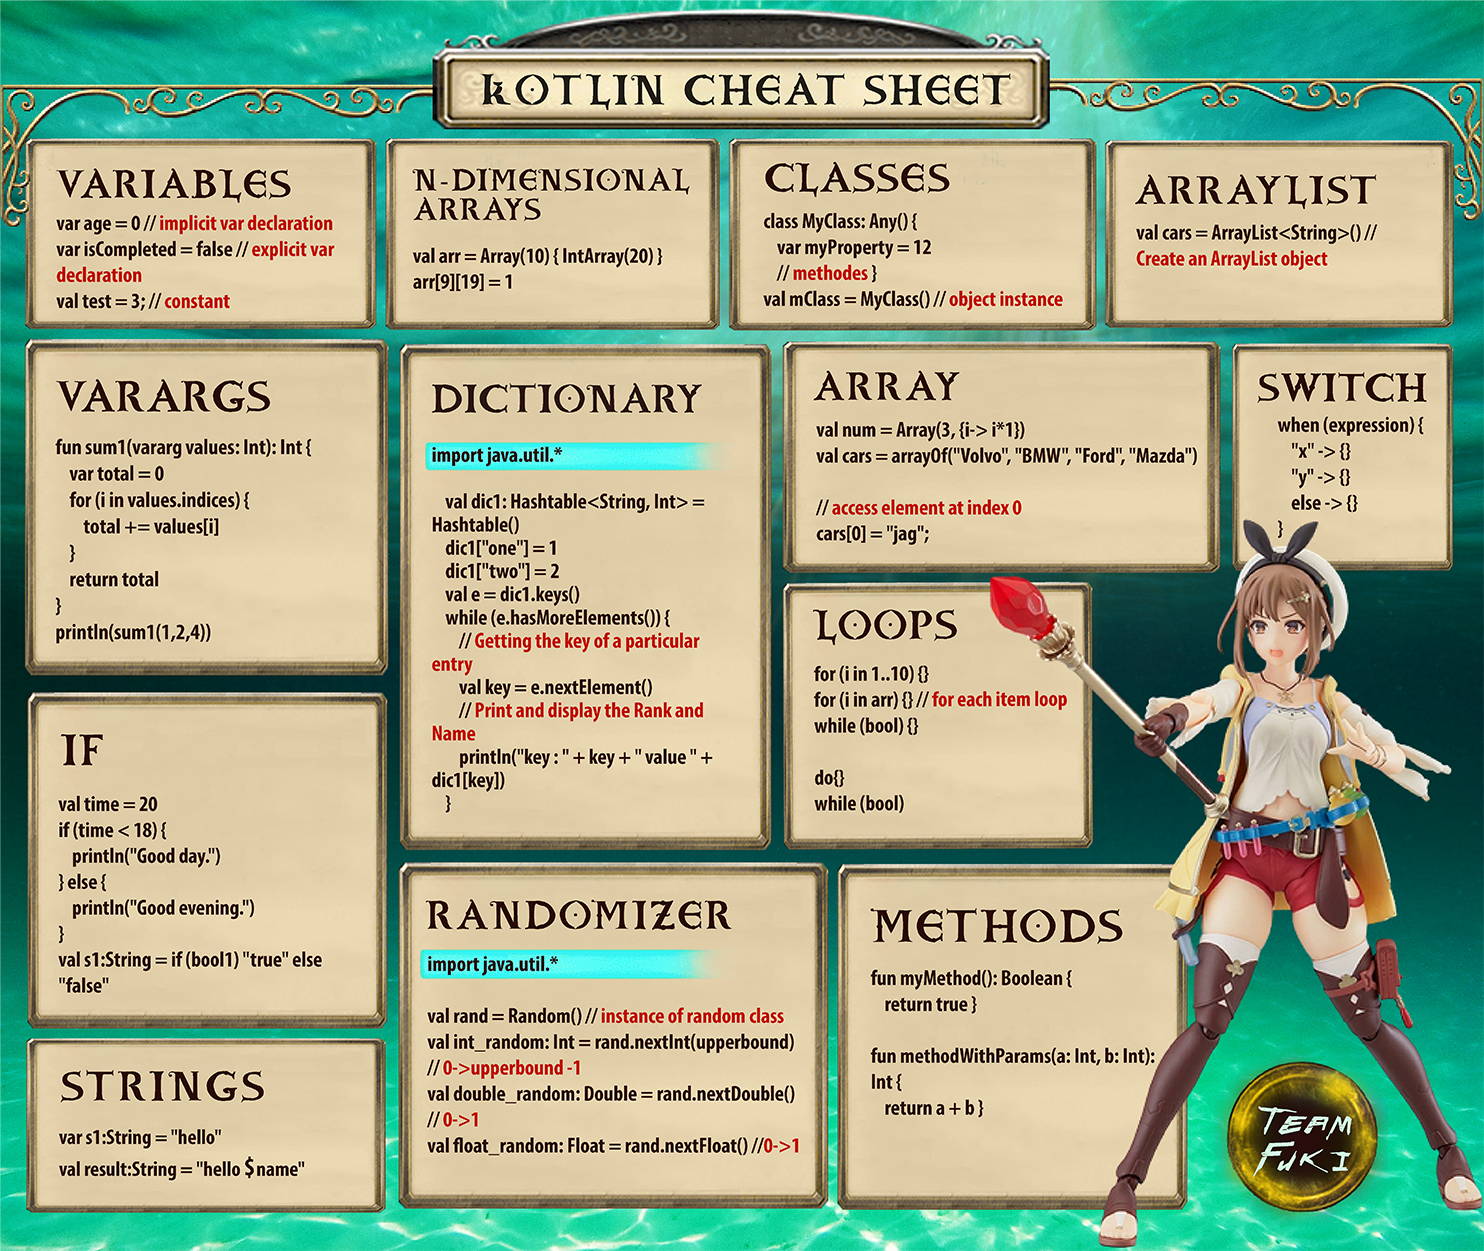 KOTLIN CHEAT SHEET
VARIABLES
var age = 0 // implicit var declaration
var isCompleted = false // explicit var
declaration
val test = 3; // constant
N-DIMENSIONAL
ARRAYS
val arr = Array(10) { IntArray(20) }
arr[9][19] = 1
CLASSES
class MyClass: Any() {
var myProperty = 12
// methodes }
val mClass = MyClass() // object instance
ARRAYLIST
val cars = ArrayList<String>() //
Create an ArrayList object
VARARGS
fun sum1(vararg values: Int): Int {
var total = 0
for (i in values.indices) {
total += values[i]
}
return total
}
println(sum1(1,2,4))
DICTIONARY
import java.util.*
val dic1: Hashtable<String, Int> =
Hashtable()
dic1["one"] = 1
dic1["two"] = 2
val e = dic1.keys()
while (e.hasMoreElements()) {
// Getting the key of a particular
entry
val key = e.nextElement()
// Print and display the Rank and
Name
println("key : " + key + " value " +
dic1[key])
}
ARRAY
val num = Array(3, {i-> i*1})
val cars = arrayOf("Volvo", "BMW", "Ford", "Mazda")
// access element at index 0
cars[0] = "jag";
SWITCH
when (expression) {
"x" -> {}
"y" -> {}
else -> {}
}
LOOPS
for (i in 1..10) {}
for (i in arr) {} // for each item loop
while (bool) {}
do{}
while (bool)
IF
val time = 20
if (time < 18) {
println("Good day.")
} else {
println("Good evening.")
}
val s1:String = if (bool1) "true" else
"false"
RANDOMIZER
import java.util.*
val rand = Random() // instance of random class
val int_random: Int = rand.nextInt(upperbound)
// 0->upperbound -1
val double_random: Double = rand.nextDouble()
// 0->1
val float_random: Float = rand.nextFloat() //0->1
METHODS
fun myMethod(): Boolean {
return true }
fun methodWithParams(a: Int, b: Int):
Int {
return a + b }
STRINGS
var s1:String = "hello"
val result:String = "hello $name"
TEAM
FUKI